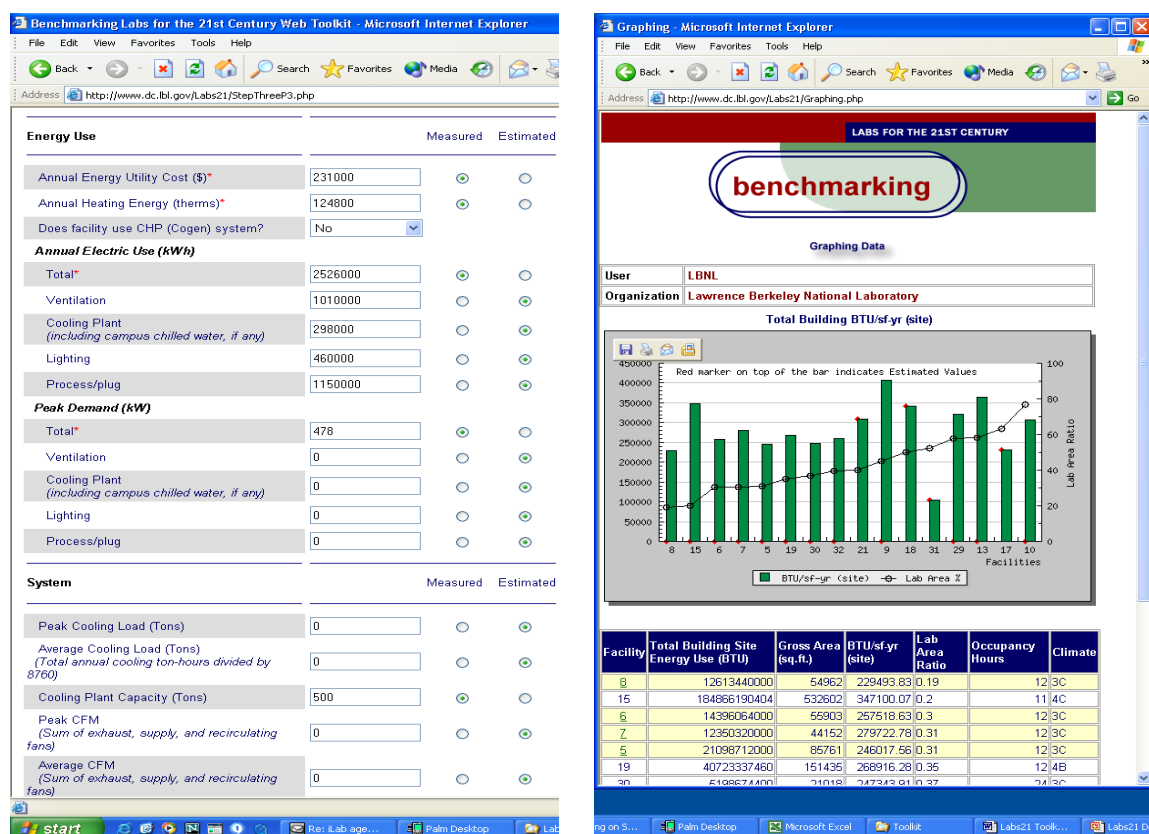 Benchmarking Labs for the 21st Century Web Toolkit - Microsoft Internet Explorer
File Edit View Favorites Tools Help
Back Search Favorites Media
Address http://www.dc.lbl.gov/Labs21/StepThreeP3.php
Energy Use Measured Estimated
Annual Energy Utility Cost ($)* 231000
Annual Heating Energy (therms)* 124800
Does facility use CHP (Cogen) system? No
Annual Electric Use (kWh)
Total* 2526000
Ventilation 1010000
Cooling Plant
(including campus chilled water, if any) 298000
Lighting 460000
Process/plug 1150000
Peak Demand (kW)
Total* 478
Ventilation 0
Cooling Plant
(including campus chilled water, if any) 0
Lighting 0
Process/plug 0
System Measured Estimated
Peak Cooling Load (Tons) 0
Average Cooling Load (Tons)
(Total annual cooling ton-hours divided by
8760) 0
Cooling Plant Capacity (Tons) 500
Peak CFM
(Sum of exhaust, supply, and recirculating
fans) 0
Average CFM
(Sum of exhaust, supply, and recirculating
fans) 0
start Re: iLab age... Palm Desktop Lab
Graphing - Microsoft Internet Explorer
File Edit View Favorites Tools Help
Back Search Favorites Media
Address http://www.dc.lbl.gov/Labs21/Graphing.php Go
LABS FOR THE 21ST CENTURY
benchmarking
Graphing Data
User LBNL
Organization Lawrence Berkeley National Laboratory
Total Building BTU/sf-yr (site)
Red marker on top of the bar indicates Estimated Values
450000
400000
350000
300000
250000
200000
150000
100000
50000
0
100
80
60
40
20
0
Lab Area Ratio
8 15 6 7 5 19 30 32 21 9 18 31 29 13 17 10
Facilities
BTU/sf-yr (site) Lab Area %
Facility Total Building Site Energy Use (BTU) Gross Area (sq.ft.) BTU/sf-yr (site) Lab Area Ratio Occupancy Hours Climate
8 12613440000 54962 229493.83 0.19 12 3C
15 184866190404 532602 347100.07 0.2 11 4C
6 14396064000 55903 257518.63 0.3 12 3C
7 12350320000 44152 279722.78 0.31 12 3C
5 21098712000 85761 246017.56 0.31 12 3C
19 40723337460 151435 268916.28 0.35 12 4B
30 5198674400 21018 247343.91 0.37 24 3C
ng on S... Palm Desktop Microsoft Excel Toolkit Labs21 Toolk... Labs21 D